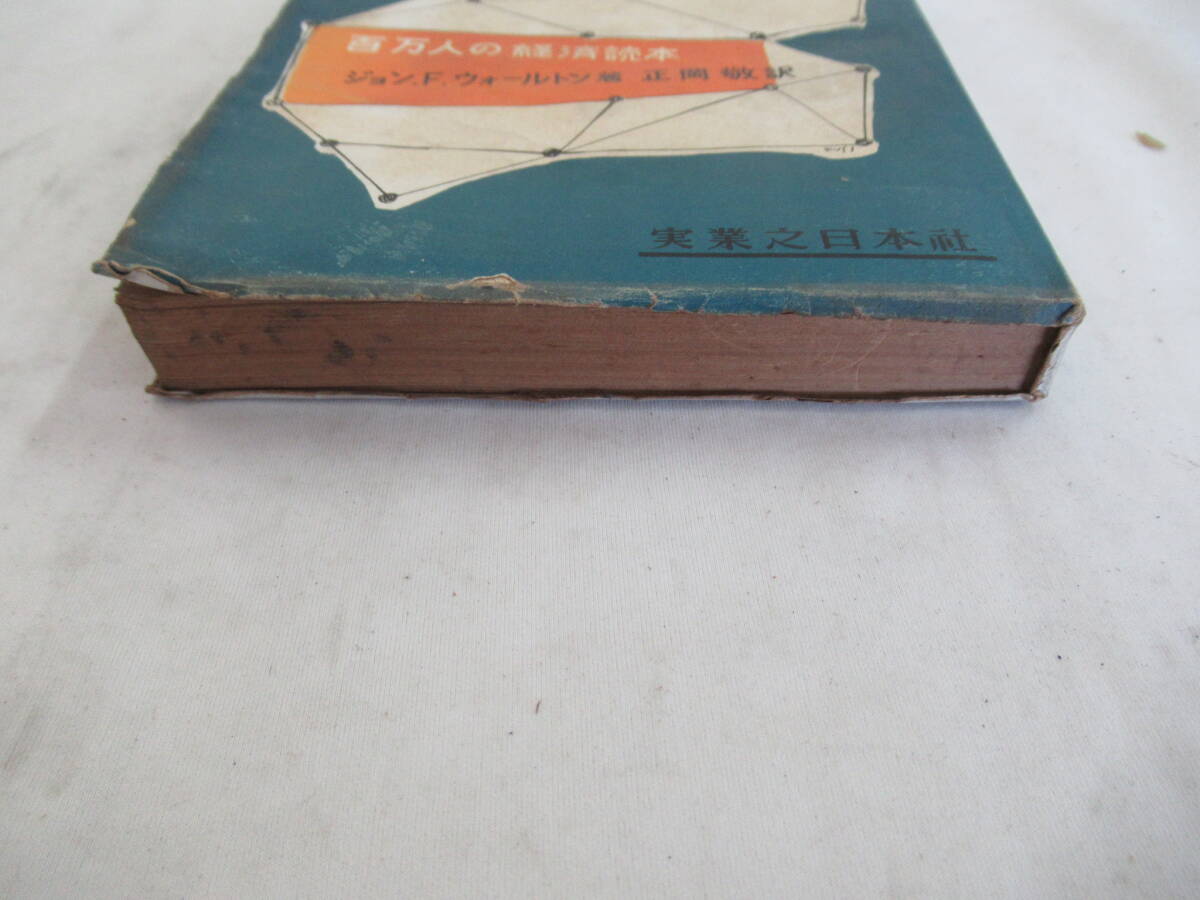 百万人の経済読本
ジョン.F.ウォールトン著 正岡敬訳
実業之日本社